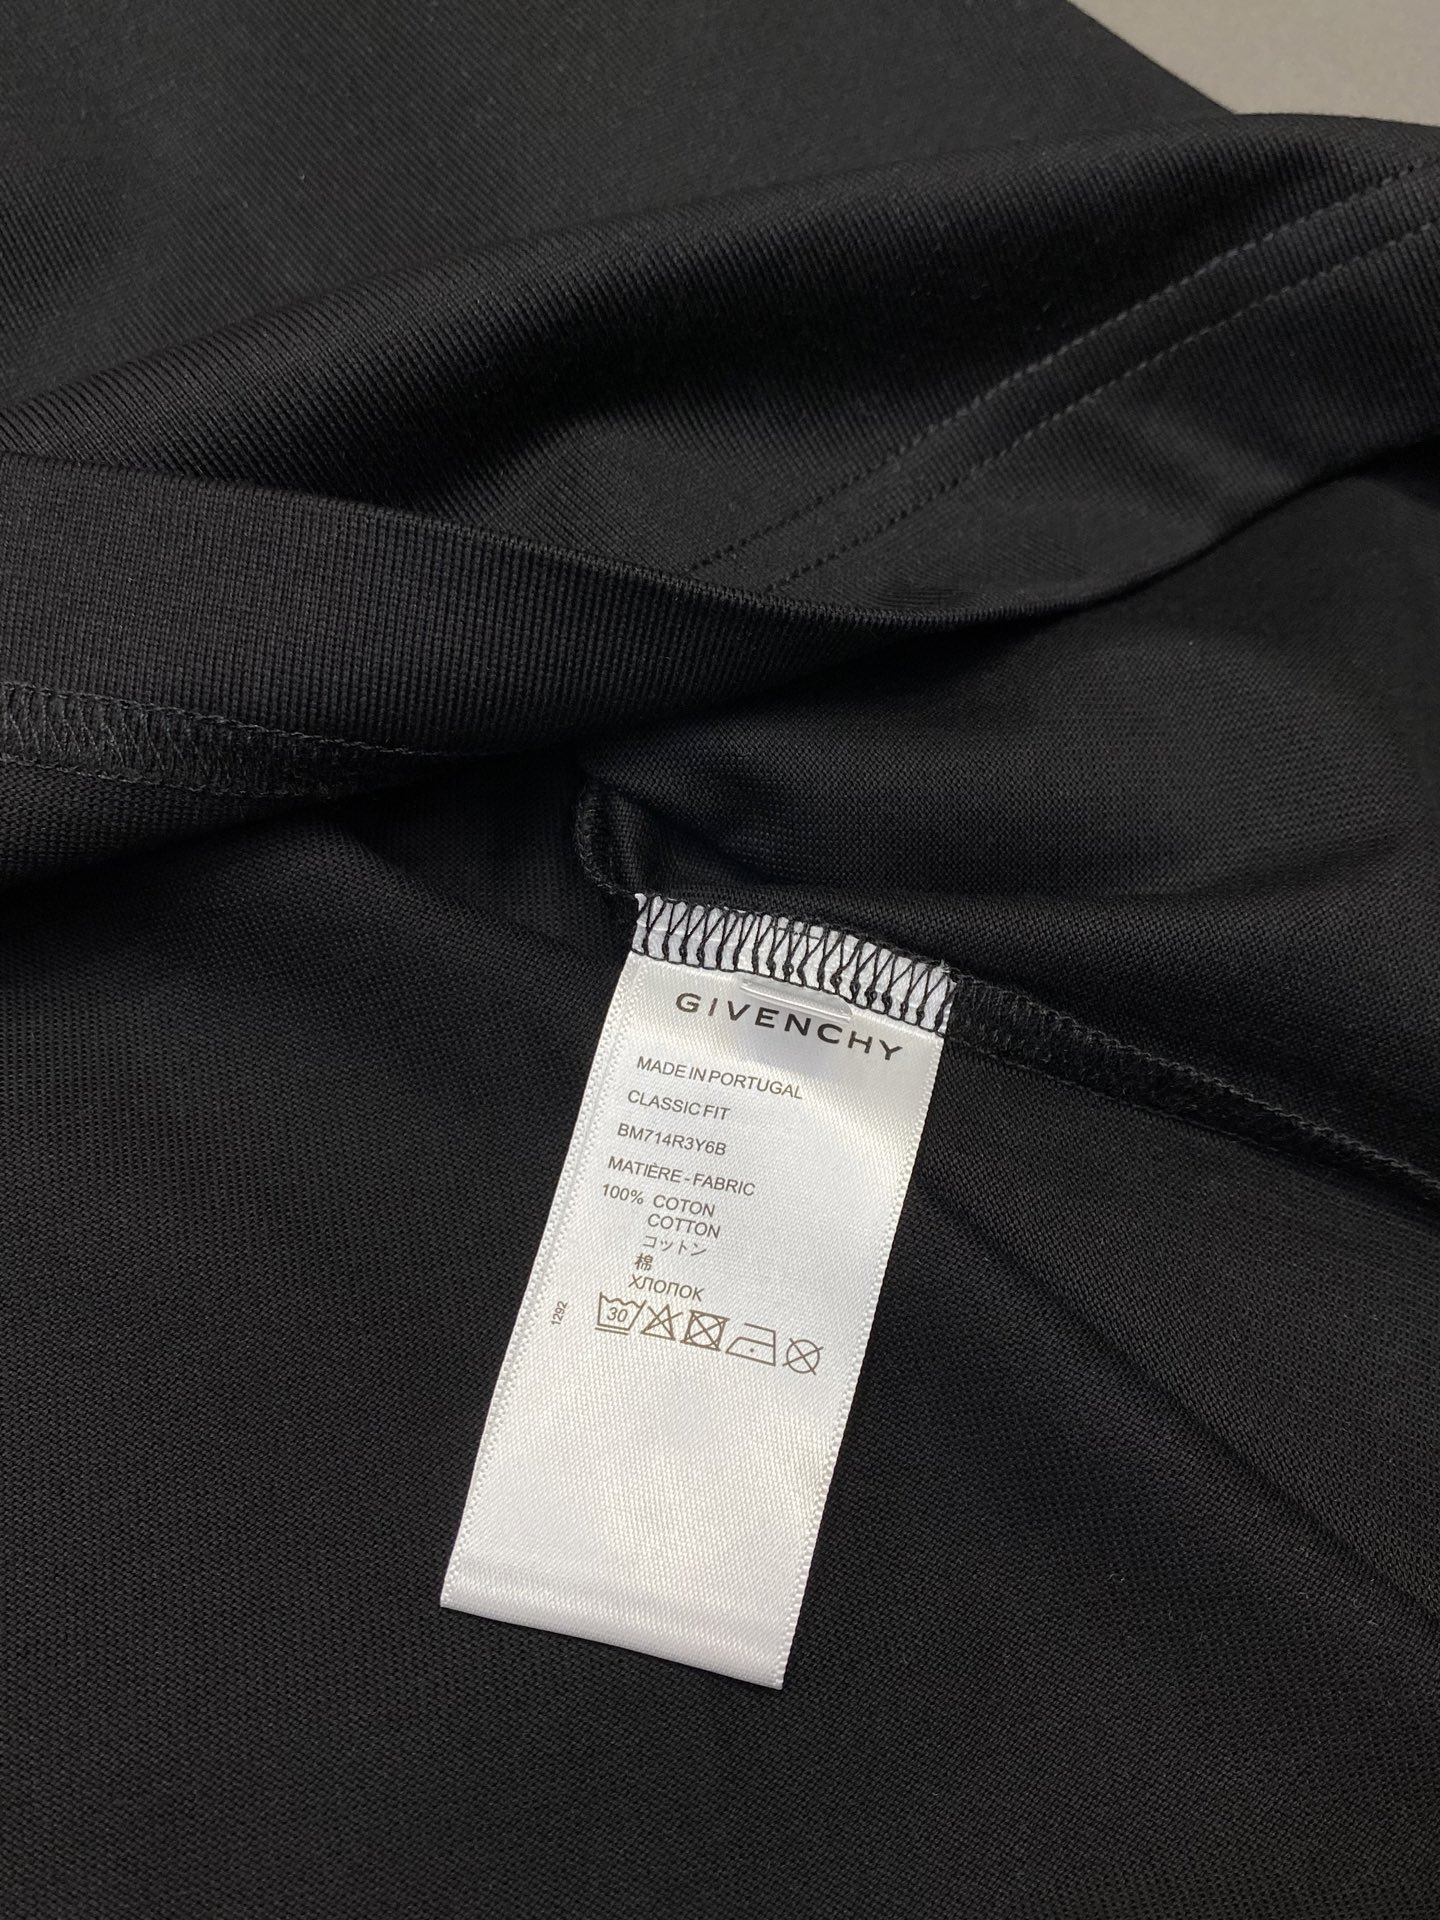 GIVENCHY
MADE IN PORTUGAL
CLASSIC FIT
BM714R3Y6B
MATIÈRE - FABRIC
100% COTON
COTTON
コットン
棉
ХЛОПОК
30
1292